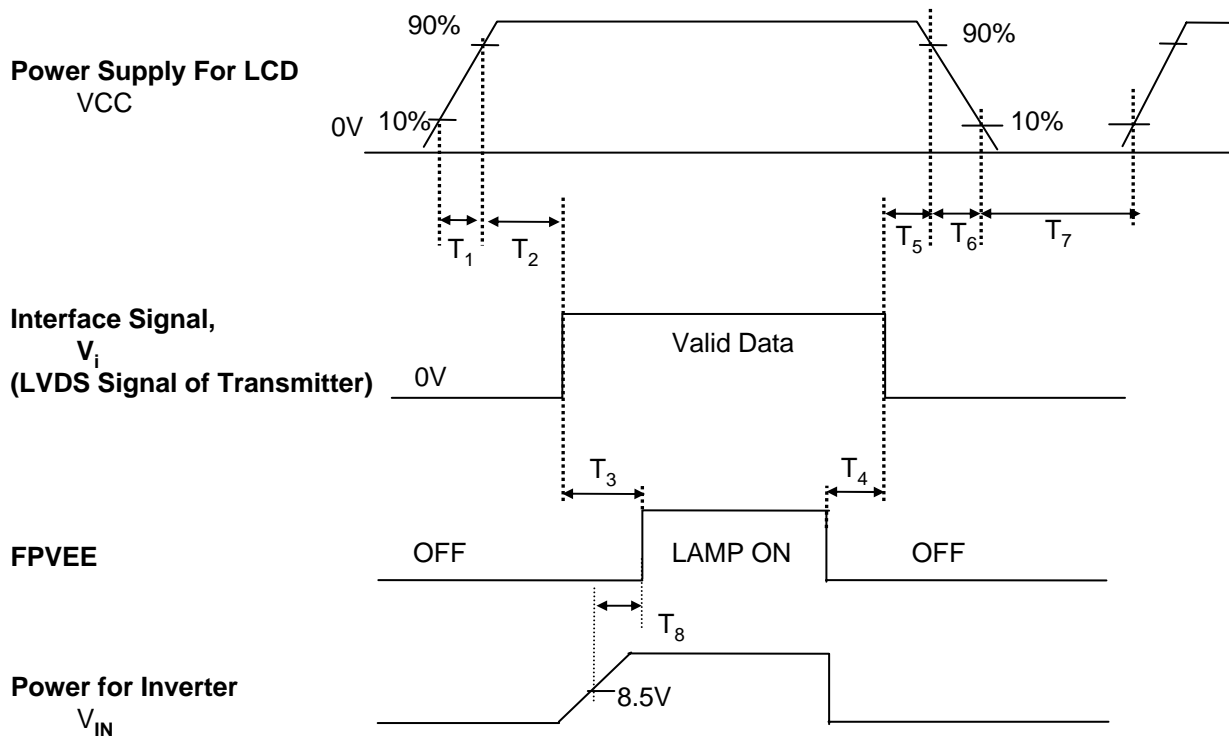 90%
90%
Power Supply For LCD
VCC
0V
10%
10%
T1
T2
T5
T6
T7
Interface Signal,
Vi
(LVDS Signal of Transmitter)
0V
Valid Data
T3
T4
FPVEE
OFF
LAMP ON
OFF
T8
Power for Inverter
VIN
8.5V